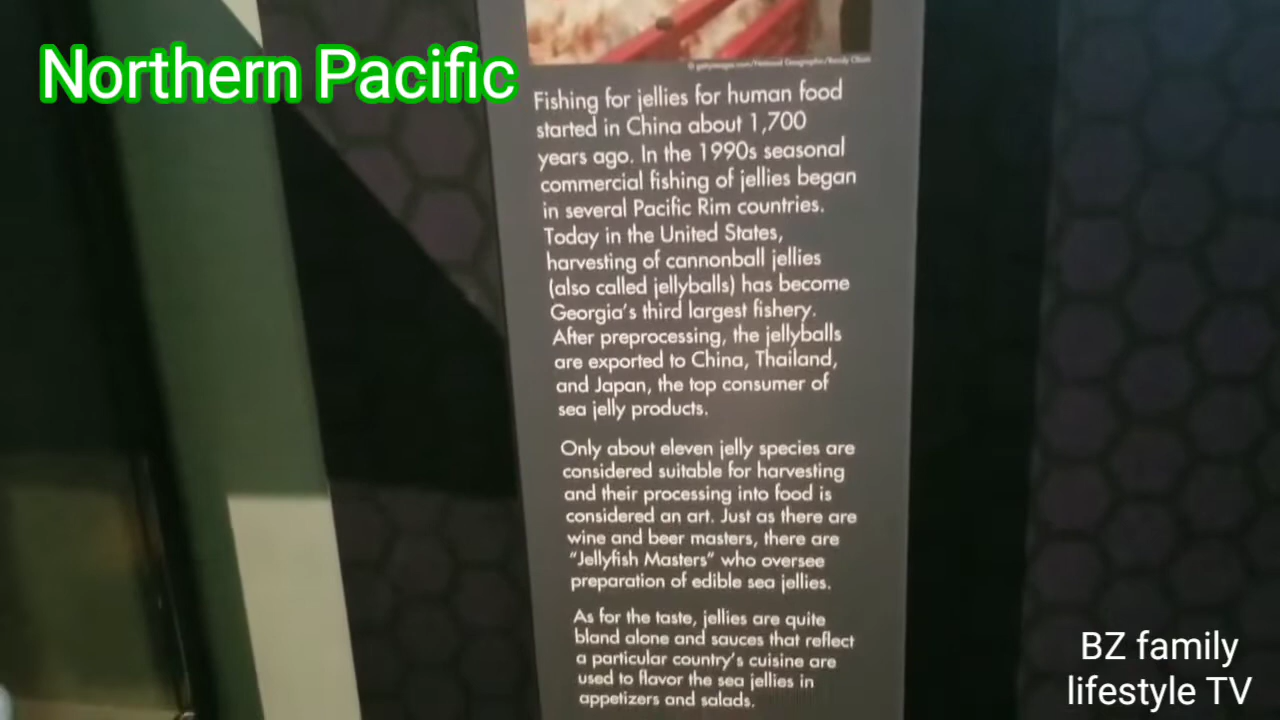 Northern Pacific
Fishing for jellies for human food
started in China about 1,700
years ago. In the 1990s seasonal
commercial fishing of jellies began
in several Pacific Rim countries.
Today in the United States,
harvesting of cannonball jellies
(also called jellyballs) has become
Georgia's third largest fishery.
After preprocessing, the jellyballs
are exported to China, Thailand,
and Japan, the top consumer of
sea jelly products.
Only about eleven jelly species are
considered suitable for harvesting
and their processing into food is
considered an art. Just as there are
wine and beer masters, there are
"Jellyfish Masters" who oversee
preparation of edible sea jellies.
As for the taste, jellies are quite
bland alone and sauces that reflect
a particular country's cuisine are
used to flavor the sea jellies in
appetizers and salads.
BZ family
lifestyle TV